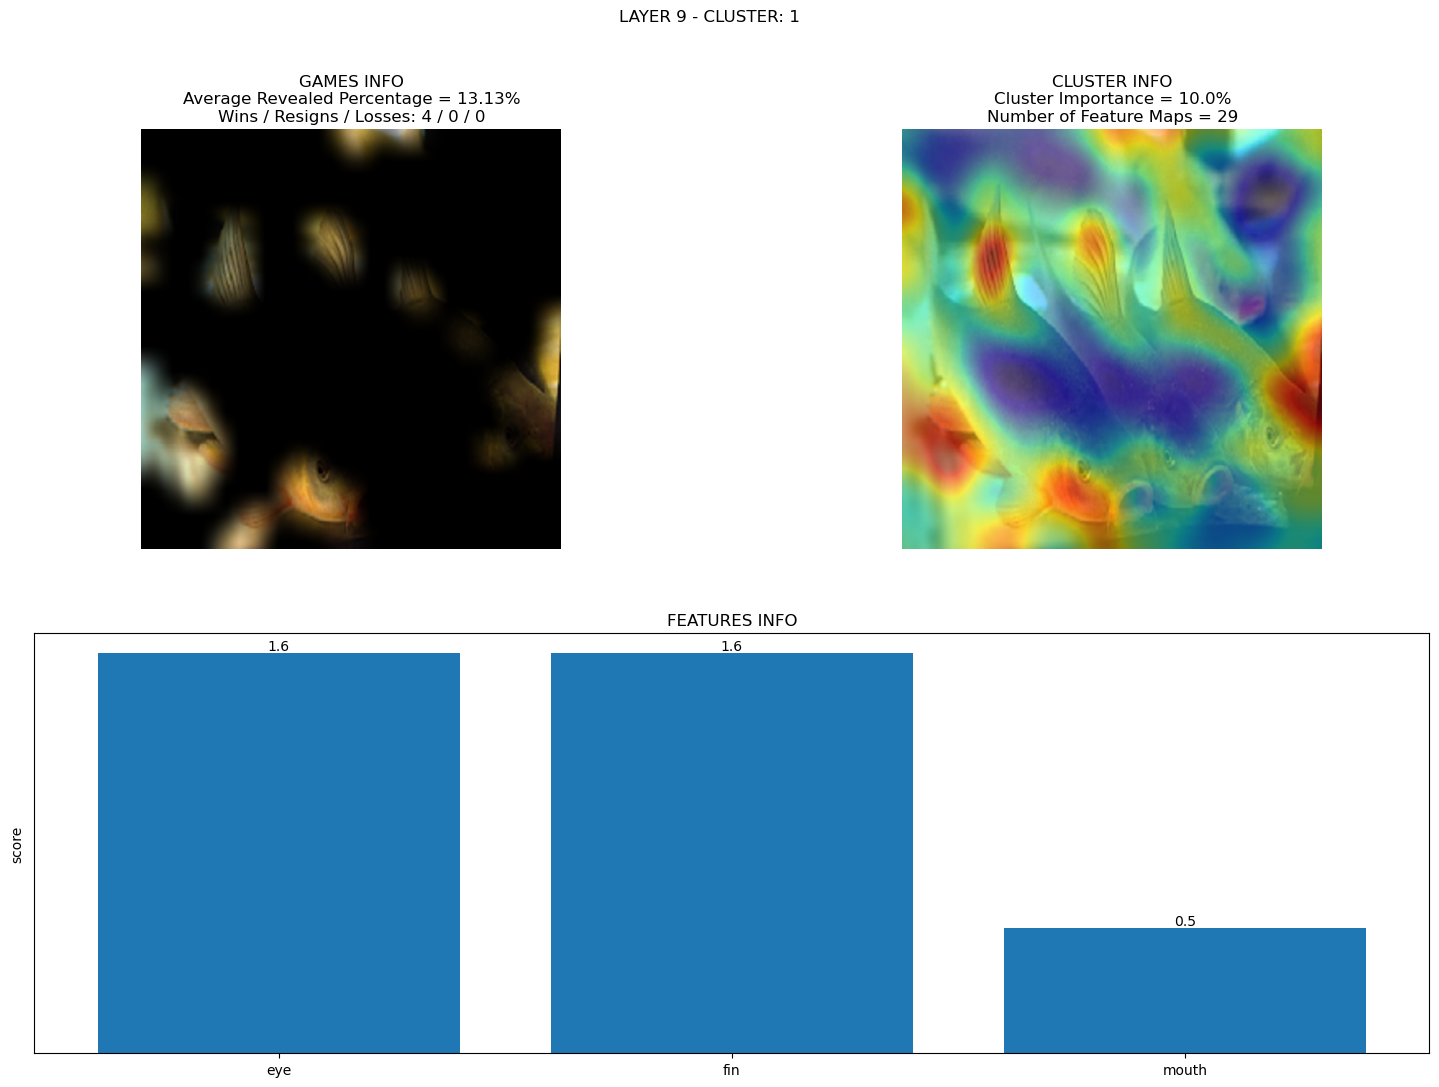 LAYER 9 - CLUSTER: 1
GAMES INFO
Average Revealed Percentage = 13.13%
Wins / Resigns / Losses: 4 / 0 / 0
CLUSTER INFO
Cluster Importance = 10.0%
Number of Feature Maps = 29
FEATURES INFO
score
1.6
1.6
0.5
eye
fin
mouth